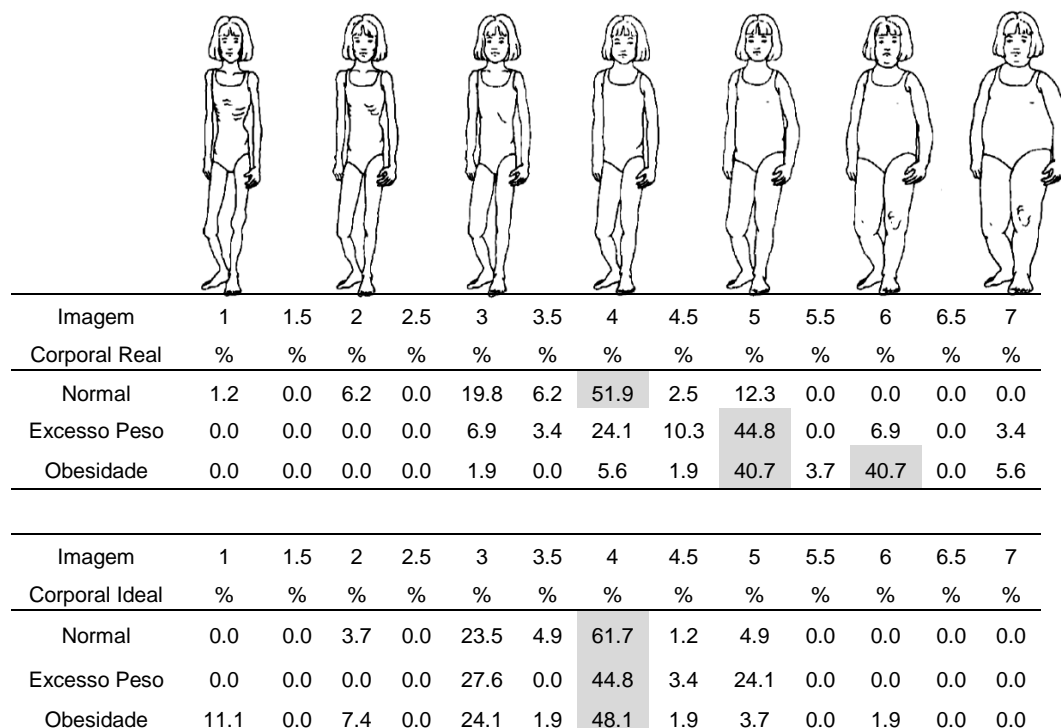 Imagem 1 1.5 2 2.5 3 3.5 4 4.5 5 5.5 6 6.5 7
Corporal Real % % % % % % % % % % % % %
Normal 1.2 0.0 6.2 0.0 19.8 6.2 51.9 2.5 12.3 0.0 0.0 0.0 0.0
Excesso Peso 0.0 0.0 0.0 0.0 6.9 3.4 24.1 10.3 44.8 0.0 6.9 0.0 3.4
Obesidade 0.0 0.0 0.0 0.0 1.9 0.0 5.6 1.9 40.7 3.7 40.7 0.0 5.6
Imagem 1 1.5 2 2.5 3 3.5 4 4.5 5 5.5 6 6.5 7
Corporal Ideal % % % % % % % % % % % % %
Normal 0.0 0.0 3.7 0.0 23.5 4.9 61.7 1.2 4.9 0.0 0.0 0.0 0.0
Excesso Peso 0.0 0.0 0.0 0.0 27.6 0.0 44.8 3.4 24.1 0.0 0.0 0.0 0.0
Obesidade 11.1 0.0 7.4 0.0 24.1 1.9 48.1 1.9 3.7 0.0 1.9 0.0 0.0